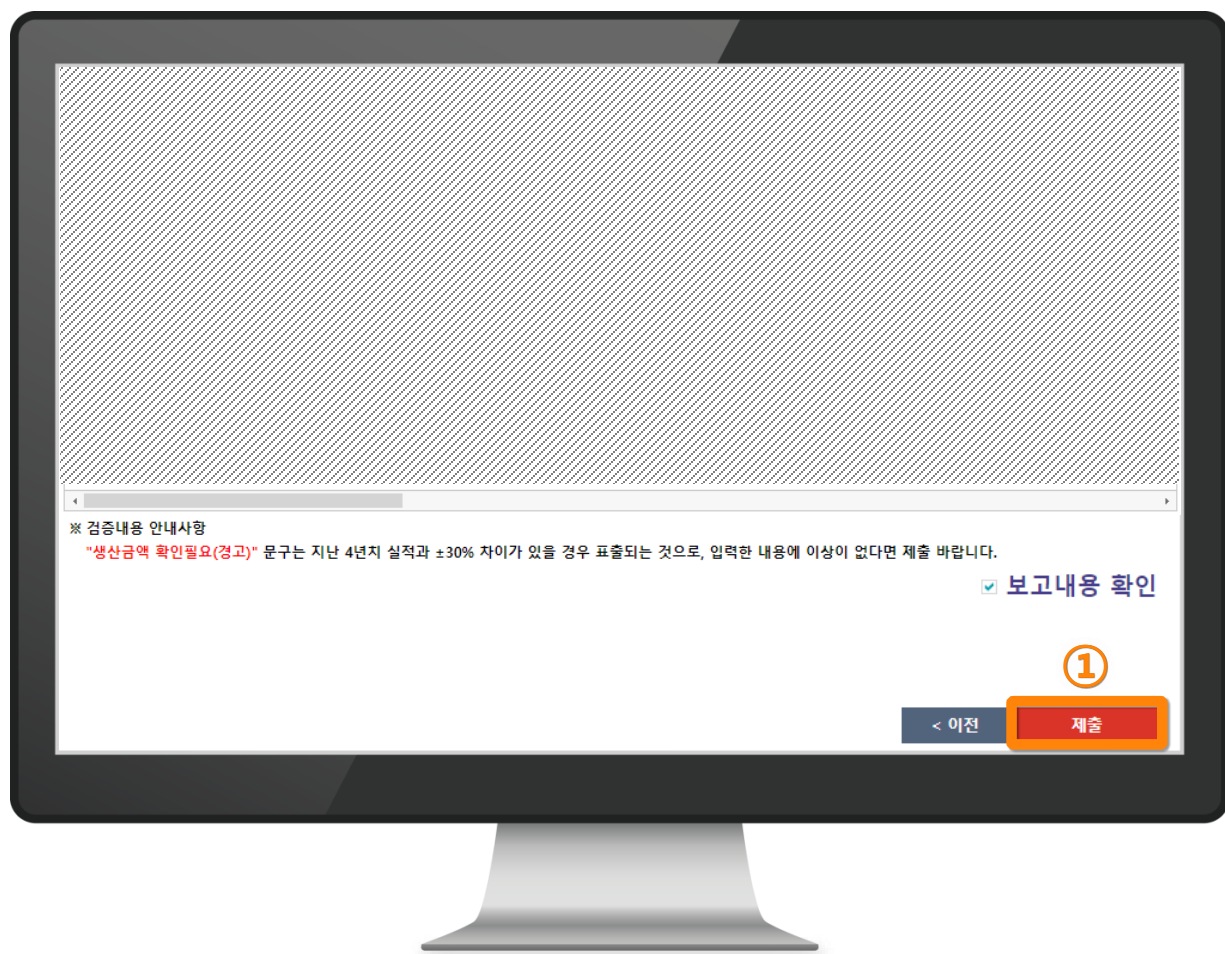 ※ 검증내용 안내사항
"생산금액 확인필요(경고)" 문구는 지난 4년치 실적과 ±30% 차이가 있을 경우 표출되는 것으로, 입력한 내용에 이상이 없다면 제출 바랍니다.
보고내용 확인
①
< 이전 제출